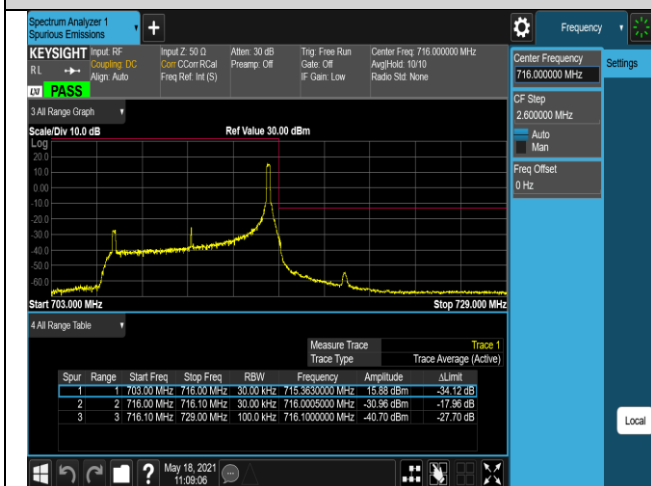 Spectrum Analyzer 1
Spurious Emissions
+
Frequency
KEYSIGHT
RL
LXI
PASS
Input: RF
Coupling: DC
Align: Auto
Input Z: 50 Ω
Corr CCorr RCal
Freq Ref: Int (S)
Atten: 30 dB
Preamp: Off
Trig: Free Run
Gate: Off
IF Gain: Low
Center Freq: 716.000000 MHz
Avg|Hold: 10/10
Radio Std: None
Center Frequency
716.000000 MHz
Settings
CF Step
2.600000 MHz
Auto
Man
Freq Offset
0 Hz
3 All Range Graph
Scale/Div 10.0 dB
Ref Value 30.00 dBm
Log
20.0
10.0
0.00
-10.0
-20.0
-30.0
-40.0
-50.0
-60.0
Start 703.000 MHz
Stop 729.000 MHz
4 All Range Table
Measure Trace Trace 1
Trace Type Trace Average (Active)
Spur Range Start Freq Stop Freq RBW Frequency Amplitude ΔLimit
1 1 703.00 MHz 716.00 MHz 30.00 kHz 715.3630000 MHz 15.88 dBm -34.12 dB
2 2 716.00 MHz 716.10 MHz 30.00 kHz 716.0005000 MHz -30.96 dBm -17.96 dB
3 3 716.10 MHz 729.00 MHz 100.0 kHz 716.1000000 MHz -40.70 dBm -27.70 dB
Local
?
May 18, 2021
11:09:06